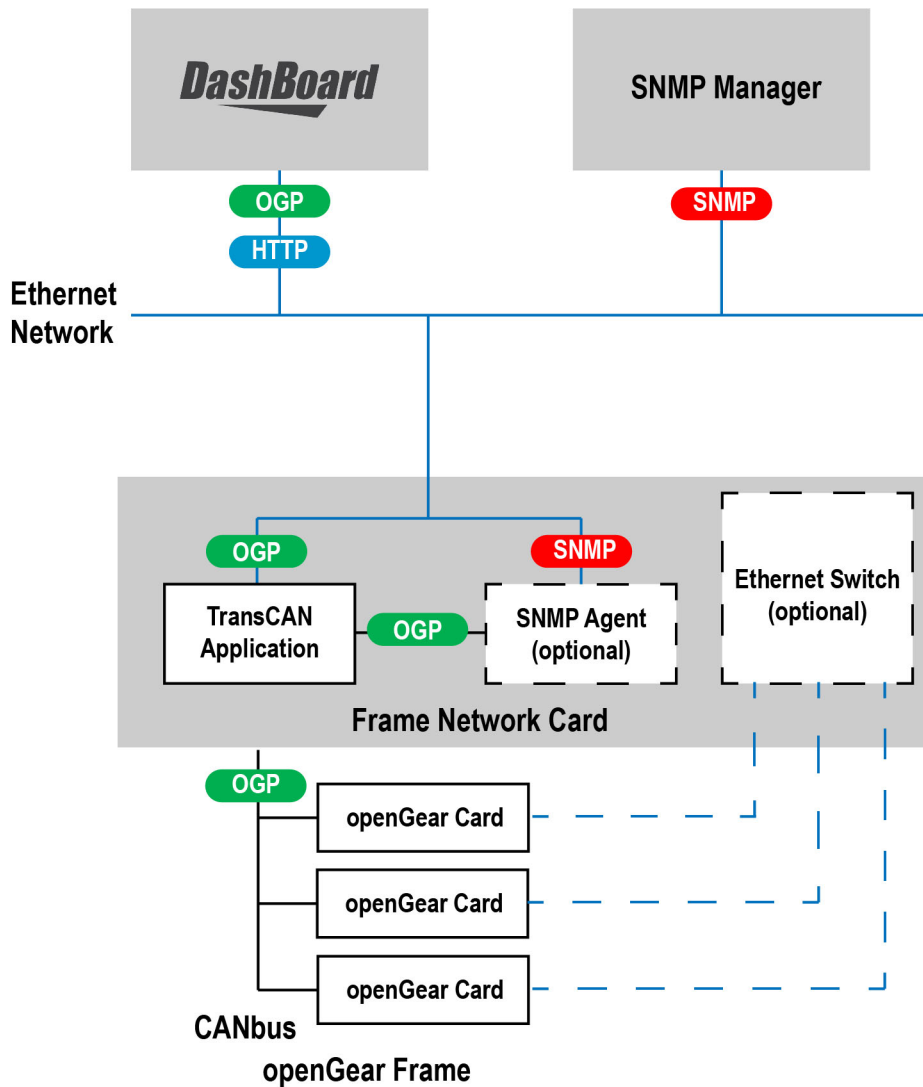 DashBoard
SNMP Manager
OGP
SNMP
HTTP
Ethernet
Network
OGP
SNMP
TransCAN
Application
OGP
SNMP Agent
(optional)
Ethernet Switch
(optional)
Frame Network Card
OGP
openGear Card
openGear Card
openGear Card
CANbus
openGear Frame